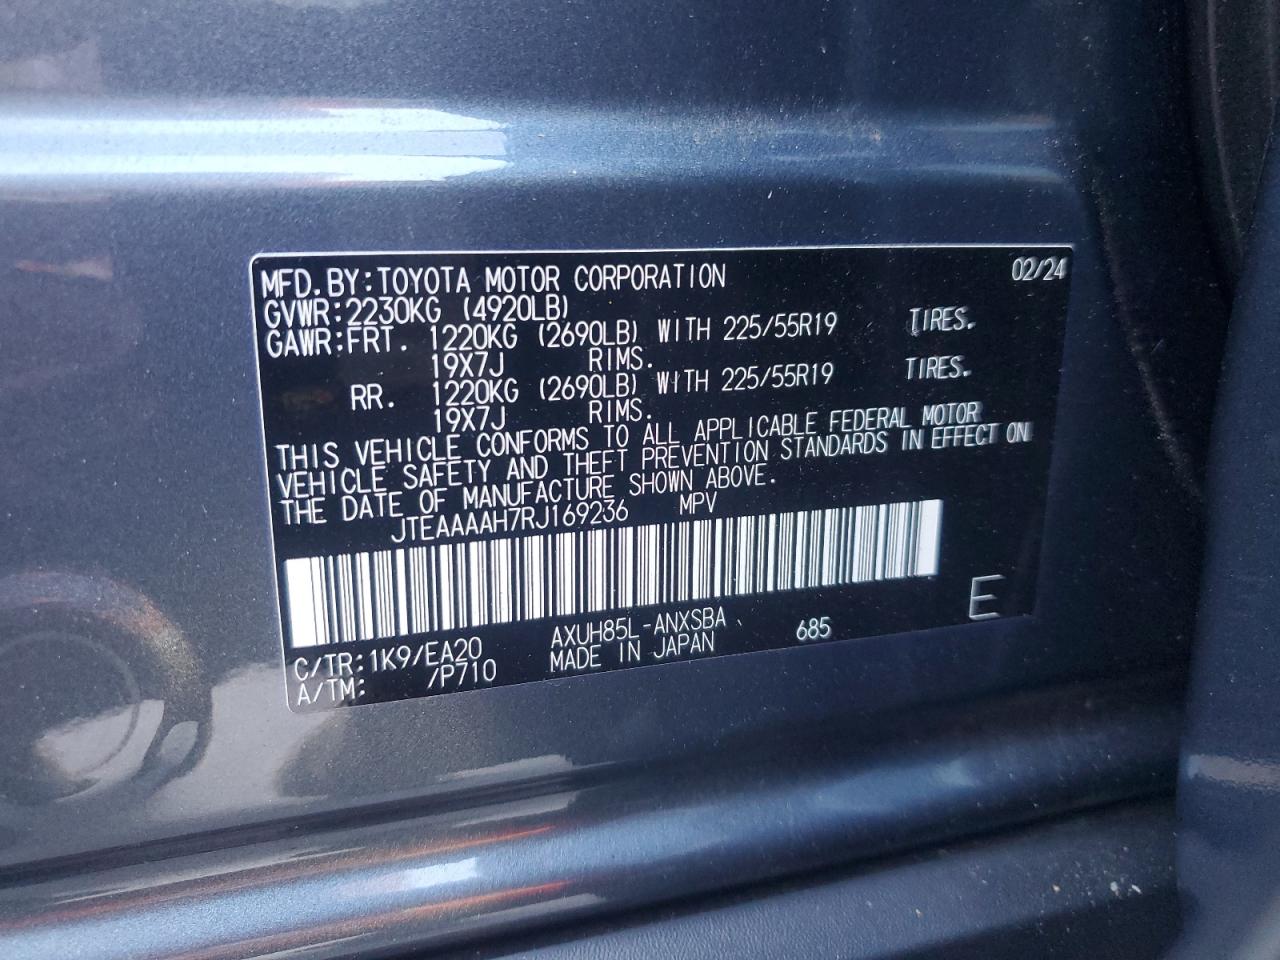 MFD.BY:TOYOTA MOTOR CORPORATION 02/24
GVWR:2230KG (4920LB)
GAWR:FRT. 1220KG (2690LB) WITH 225/55R19 TIRES.
19X7J RIMS.
RR. 1220KG (2690LB) WITH 225/55R19 TIRES.
19X7J RIMS.
THIS VEHICLE CONFORMS TO ALL APPLICABLE FEDERAL MOTOR
VEHICLE SAFETY AND THEFT PREVENTION STANDARDS IN EFFECT ON
THE DATE OF MANUFACTURE SHOWN ABOVE.
JTEAAAAH7RJ169236 MPV
E
C/TR:1K9/EA20 AXUH85L-ANXSBA 685
A/TM: /P710 MADE IN JAPAN